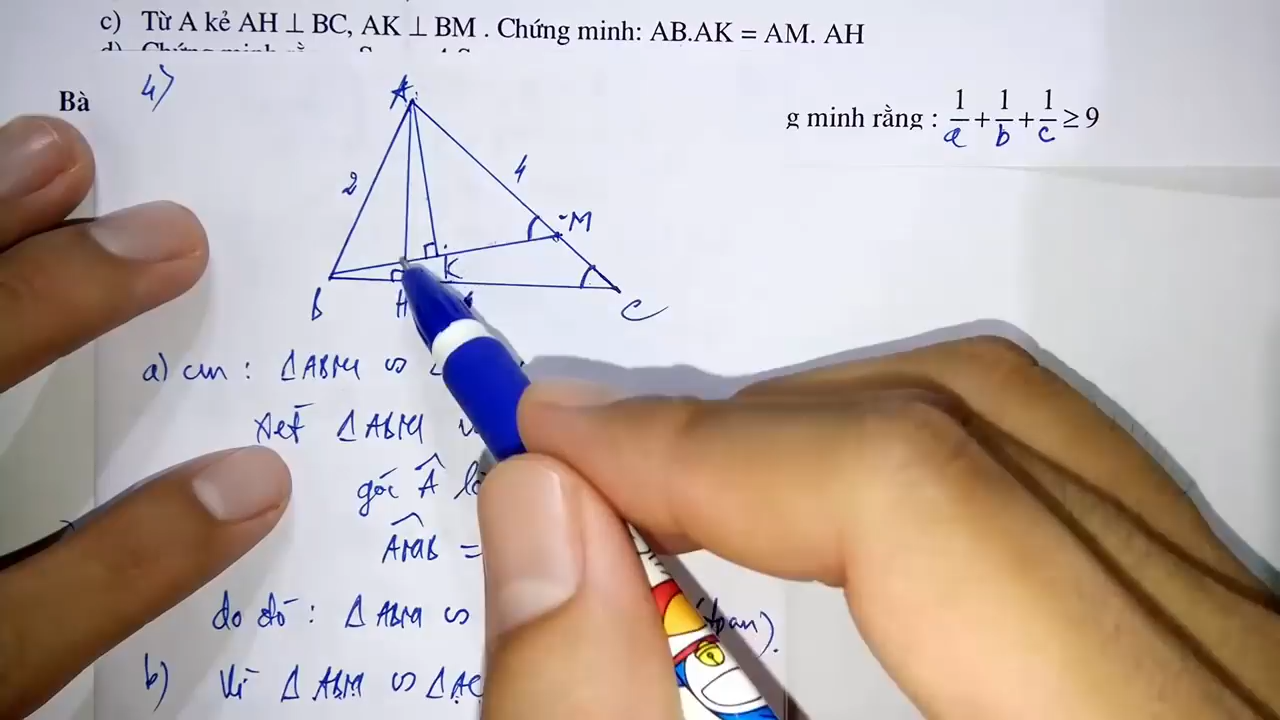 c) Từ A kẻ AH ⊥ BC, AK ⊥ BM . Chứng minh: AB.AK = AM. AH
Bà
4)
g minh rằng : 1/a + 1/b + 1/c ≥ 9
A
2
4
M
K
B
H
C
a) cm : ΔABM ∽
Xét ΔABM
góc Â
AMB =
do đó : ΔABM ∽
b) Vì ΔABM ∽ ΔAC